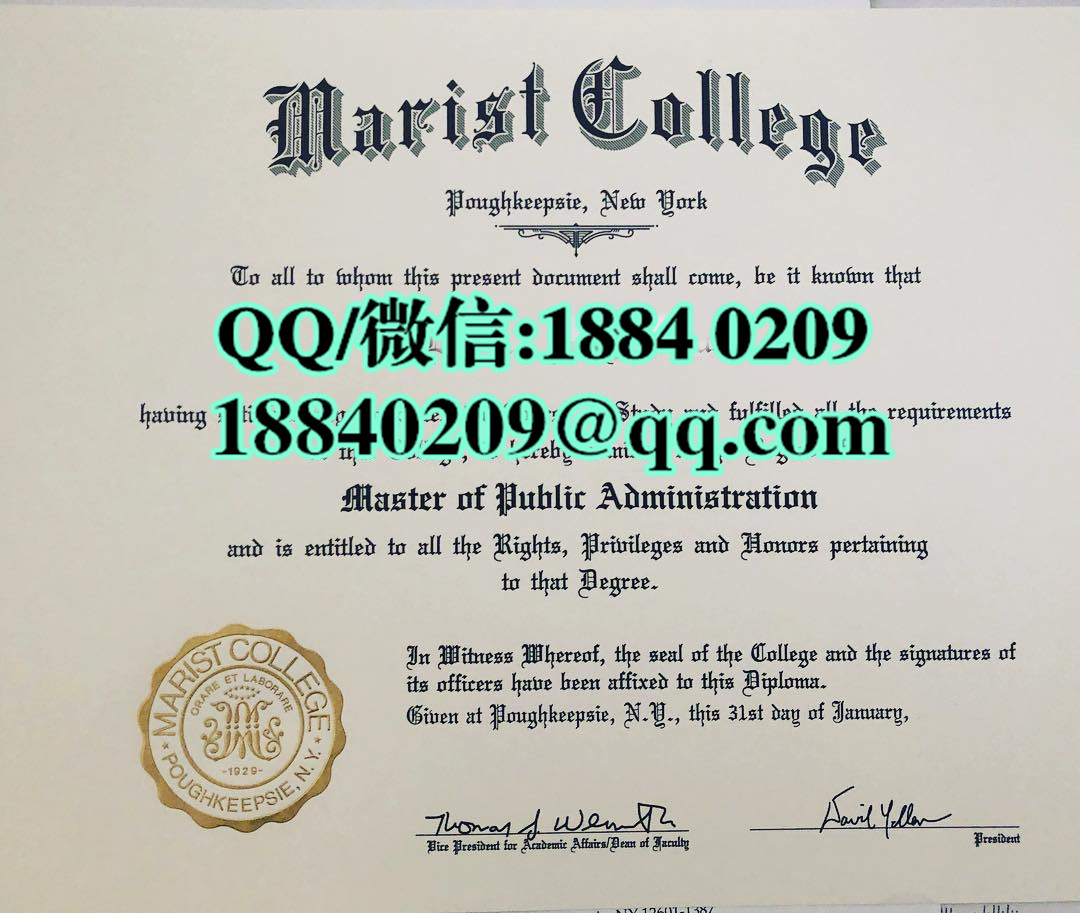 Marist College
Poughkeepsie, New York
To all to whom this present document shall come, be it known that
QQ/微信:1884 0209
having Study and fulfilled all the requirements
18840209@qq.com
Master of Public Administration
and is entitled to all the Rights, Privileges and Honors pertaining
to that Degree.
In Witness Whereof, the seal of the College and the signatures of
its officers have been affixed to this Diploma.
Given at Poughkeepsie, N.Y., this 31st day of January,
MARIST COLLEGE
ORARE ET LABORARE
-1929-
POUGHKEEPSIE, N.Y.
Vice President for Academic Affairs/Dean of Faculty
President